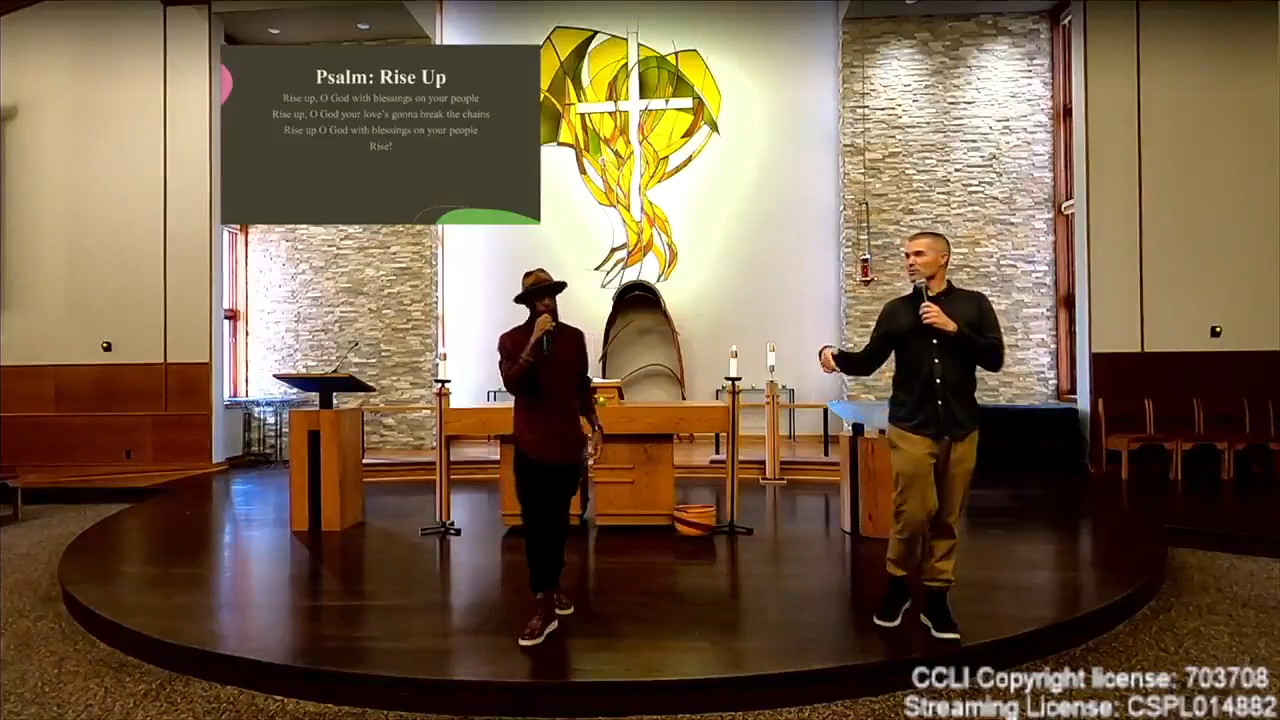 Psalm: Rise Up
Rise up, O God with blessings on your people
Rise up, O God your love's gonna break the chains
Rise up O God with blessings on your people
Rise!
CCLI Copyright license: 703708
Streaming License: CSPL014882